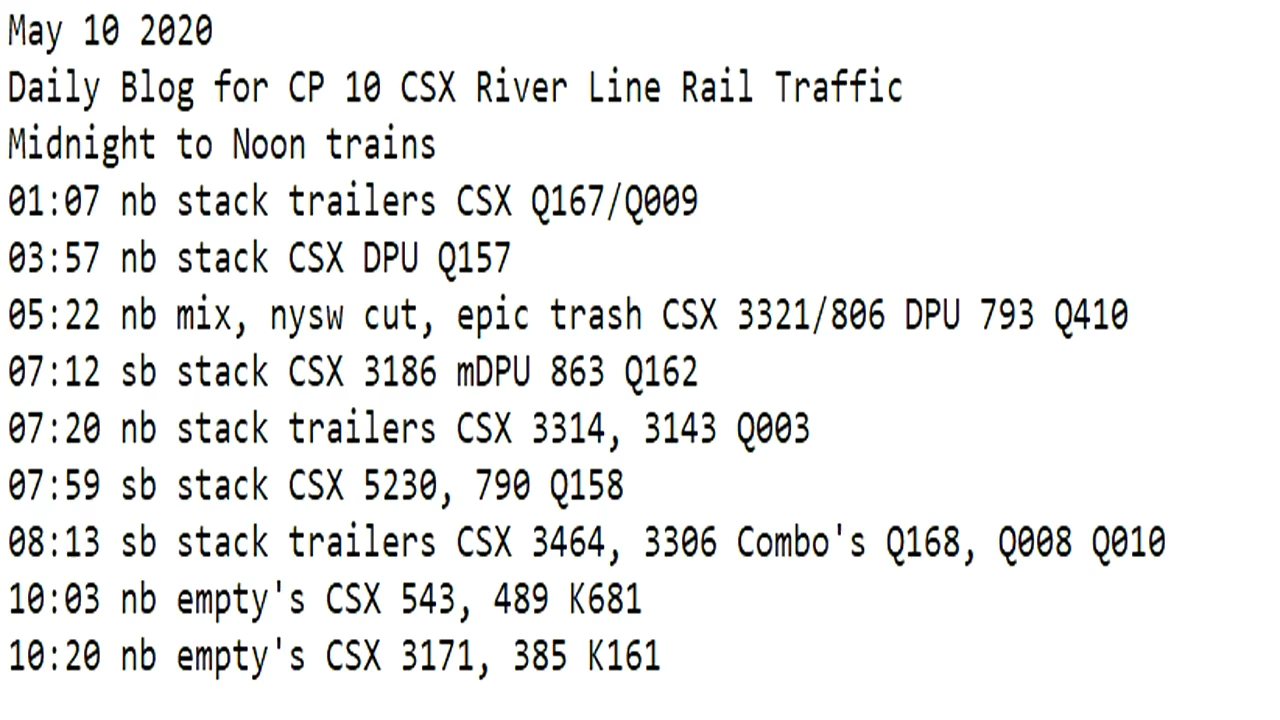 May 10 2020
Daily Blog for CP 10 CSX River Line Rail Traffic
Midnight to Noon trains
01:07 nb stack trailers CSX Q167/Q009
03:57 nb stack CSX DPU Q157
05:22 nb mix, nysw cut, epic trash CSX 3321/806 DPU 793 Q410
07:12 sb stack CSX 3186 mDPU 863 Q162
07:20 nb stack trailers CSX 3314, 3143 Q003
07:59 sb stack CSX 5230, 790 Q158
08:13 sb stack trailers CSX 3464, 3306 Combo's Q168, Q008 Q010
10:03 nb empty's CSX 543, 489 K681
10:20 nb empty's CSX 3171, 385 K161